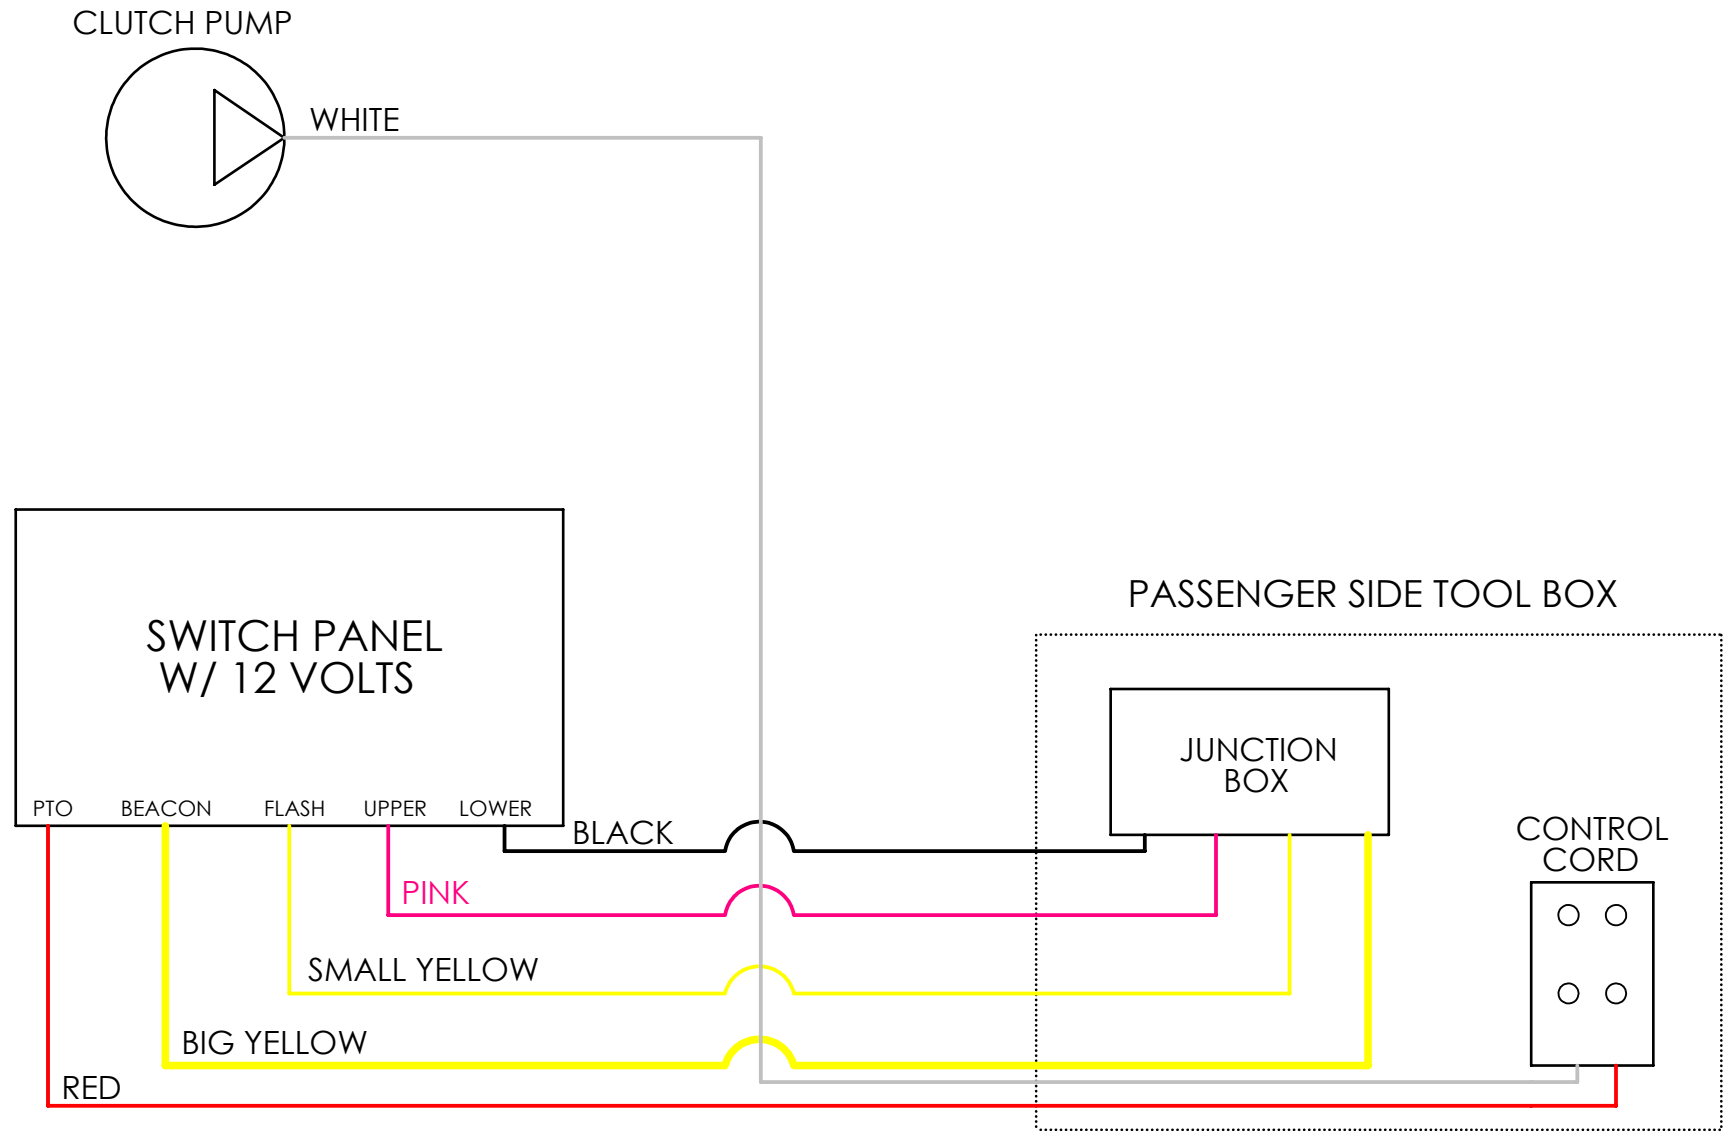 CLUTCH PUMP
WHITE
SWITCH PANEL
W/ 12 VOLTS
PTO BEACON FLASH UPPER LOWER
PASSENGER SIDE TOOL BOX
JUNCTION
BOX
CONTROL
CORD
BLACK
PINK
SMALL YELLOW
BIG YELLOW
RED